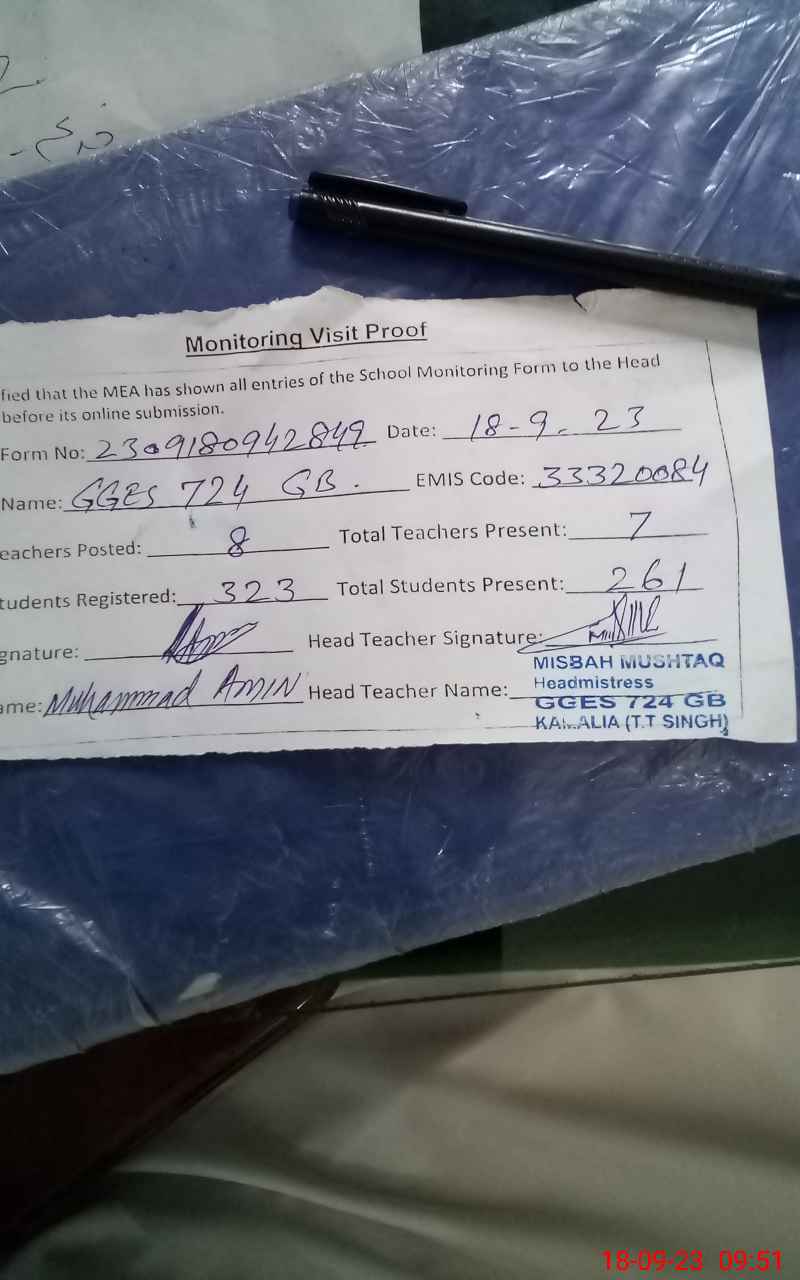 Monitoring Visit Proof
fied that the MEA has shown all entries of the School Monitoring Form to the Head
before its online submission.
Form No: 2309180942849 Date: 18-9-23
Name: GGES 724 GB. EMIS Code: 33320084
eachers Posted: 8 Total Teachers Present: 7
tudents Registered: 323 Total Students Present: 261
gnature: Head Teacher Signature:
ame: Muhammad AMIN Head Teacher Name:
MISBAH MUSHTAQ
Headmistress
GGES 724 GB
KAMALIA (T.T SINGH)
18-09-23 09:51